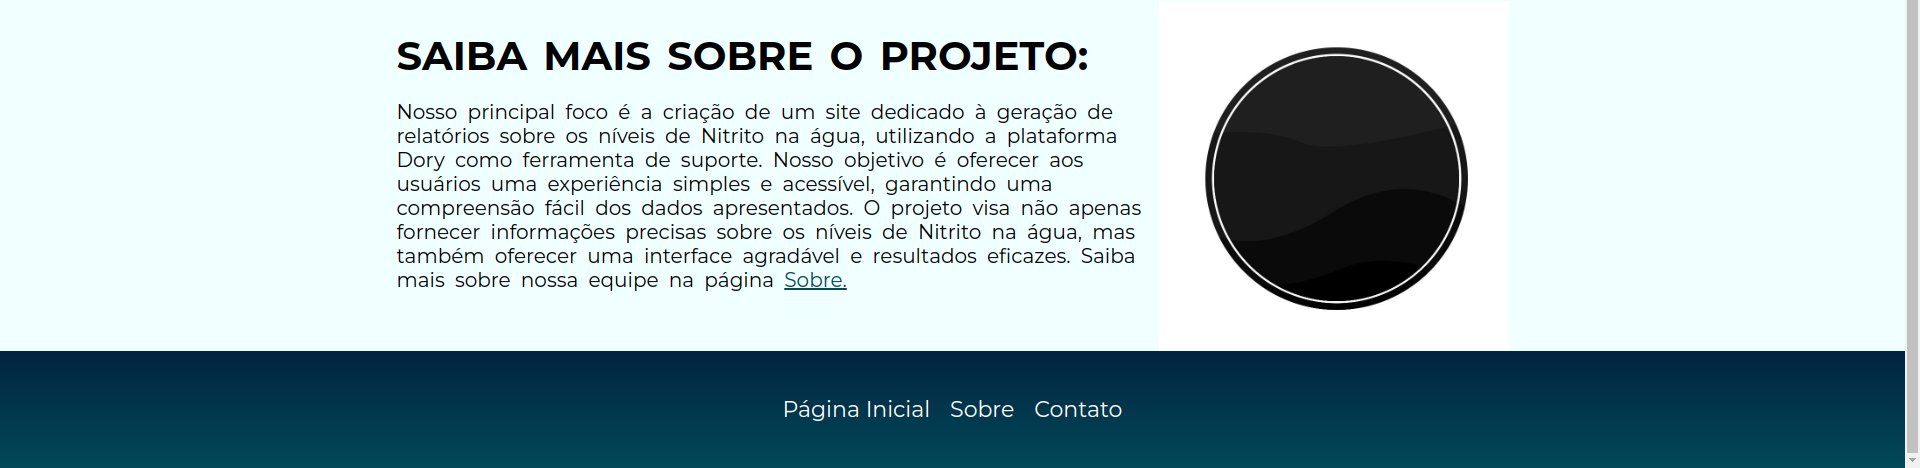 SAIBA MAIS SOBRE O PROJETO:
Nosso principal foco é a criação de um site dedicado à geração de
relatórios sobre os níveis de Nitrito na água, utilizando a plataforma
Dory como ferramenta de suporte. Nosso objetivo é oferecer aos
usuários uma experiência simples e acessível, garantindo uma
compreensão fácil dos dados apresentados. O projeto visa não apenas
fornecer informações precisas sobre os níveis de Nitrito na água, mas
também oferecer uma interface agradável e resultados eficazes. Saiba
mais sobre nossa equipe na página Sobre.
Página Inicial Sobre Contato